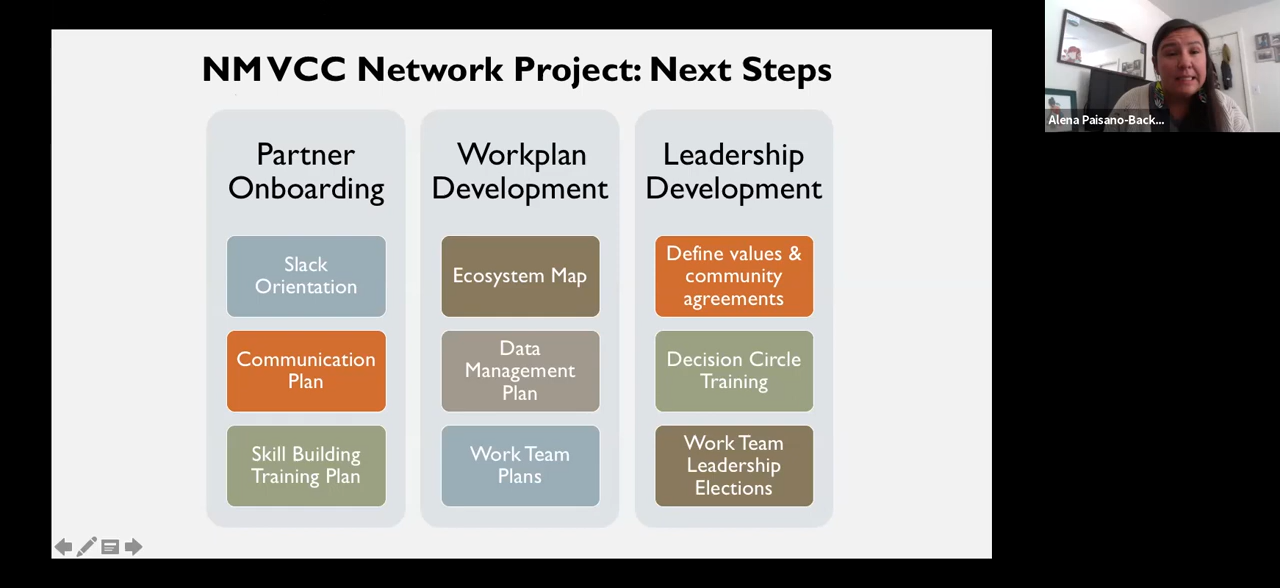 NMVCC Network Project: Next Steps
Partner
Onboarding
Slack
Orientation
Communication
Plan
Skill Building
Training Plan
Workplan
Development
Ecosystem Map
Data
Management
Plan
Work Team
Plans
Leadership
Development
Define values &
community
agreements
Decision Circle
Training
Work Team
Leadership
Elections
Alena Paisano-Back...